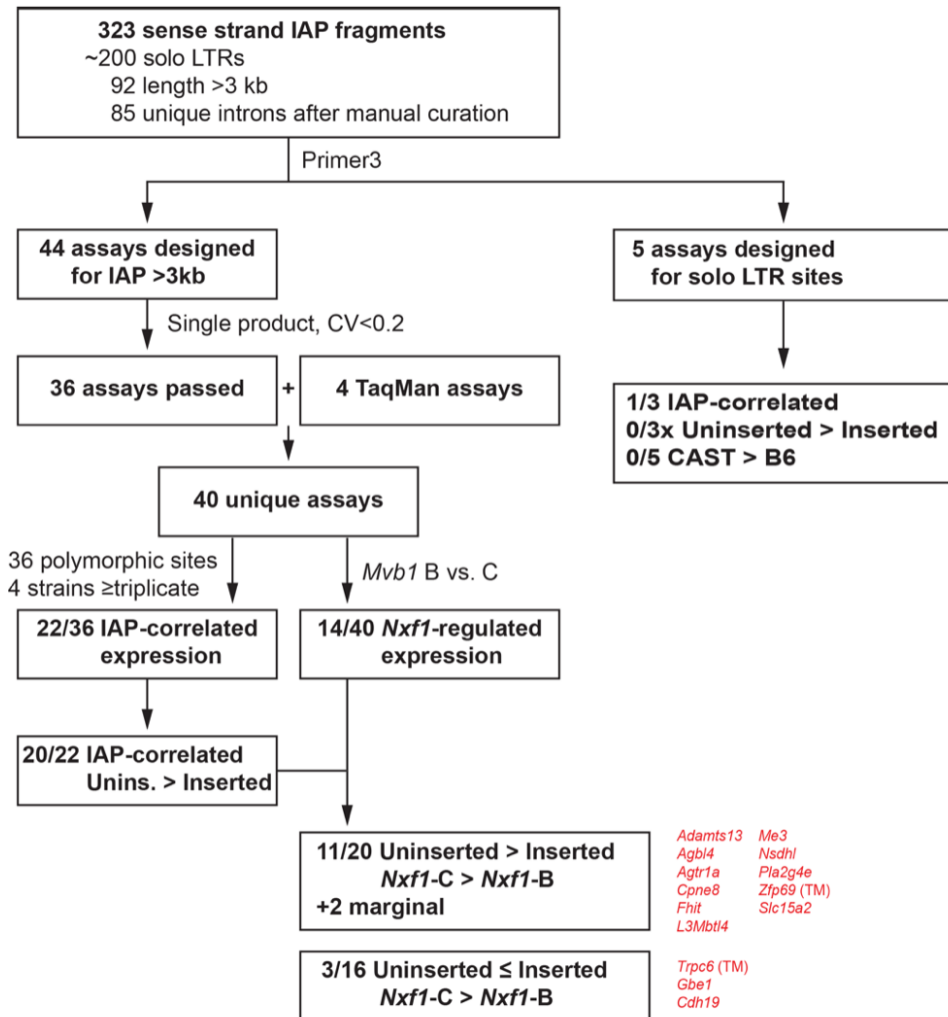 323 sense strand IAP fragments
~200 solo LTRs
92 length >3 kb
85 unique introns after manual curation
Primer3
44 assays designed
for IAP >3kb
5 assays designed
for solo LTR sites
Single product, CV<0.2
36 assays passed
+
4 TaqMan assays
1/3 IAP-correlated
0/3x Uninserted > Inserted
0/5 CAST > B6
40 unique assays
36 polymorphic sites
4 strains ≥triplicate
Mvb1 B vs. C
22/36 IAP-correlated
expression
14/40 Nxf1-regulated
expression
20/22 IAP-correlated
Unins. > Inserted
11/20 Uninserted > Inserted
Nxf1-C > Nxf1-B
+2 marginal
Adamts13 Me3
Agbl4 Nsdhl
Agtr1a Pla2g4e
Cpne8 Zfp69 (TM)
Fhit Slc15a2
L3Mbtl4
3/16 Uninserted ≤ Inserted
Nxf1-C > Nxf1-B
Trpc6 (TM)
Gbe1
Cdh19